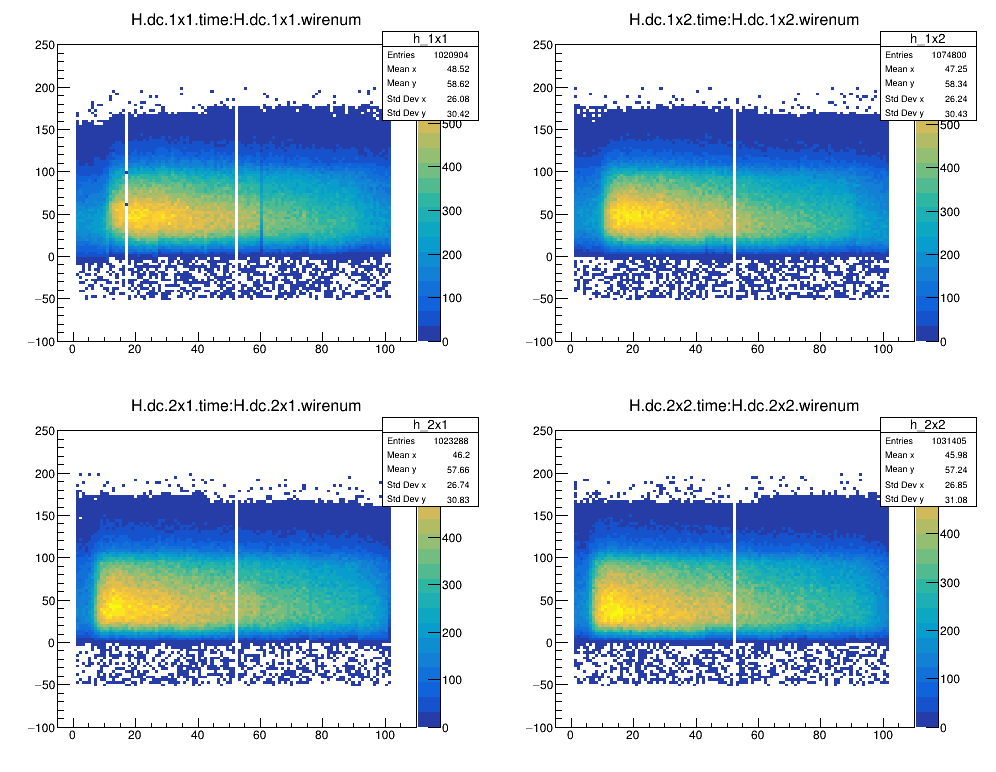 H.dc.1x1.time:H.dc.1x1.wirenum
h_1x1
Entries 1020904
Mean x 48.52
Mean y 58.62
Std Dev x 26.08
Std Dev y 30.42
250
200
150
100
50
0
−50
−100
0 20 40 60 80 100
500
400
300
200
100
0
H.dc.1x2.time:H.dc.1x2.wirenum
h_1x2
Entries 1074800
Mean x 47.25
Mean y 58.34
Std Dev x 26.24
Std Dev y 30.43
250
200
150
100
50
0
−50
−100
0 20 40 60 80 100
500
400
300
200
100
0
H.dc.2x1.time:H.dc.2x1.wirenum
h_2x1
Entries 1023288
Mean x 46.2
Mean y 57.66
Std Dev x 26.74
Std Dev y 30.83
250
200
150
100
50
0
−50
−100
0 20 40 60 80 100
400
300
200
100
0
H.dc.2x2.time:H.dc.2x2.wirenum
h_2x2
Entries 1031405
Mean x 45.98
Mean y 57.24
Std Dev x 26.85
Std Dev y 31.08
250
200
150
100
50
0
−50
−100
0 20 40 60 80 100
400
300
200
100
0